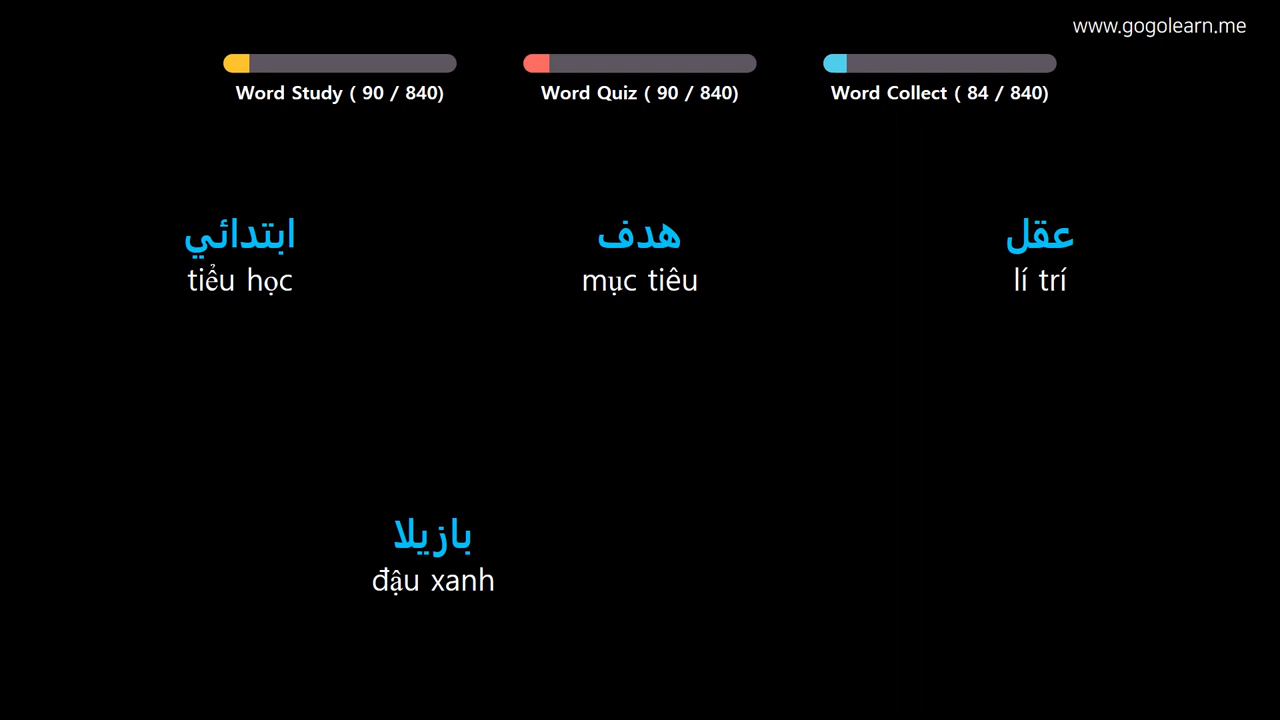 www.gogolearn.me
Word Study ( 90 / 840)
Word Quiz ( 90 / 840)
Word Collect ( 84 / 840)
ابتدائي
tiểu học
هدف
mục tiêu
عقل
lí trí
بازيلا
đậu xanh